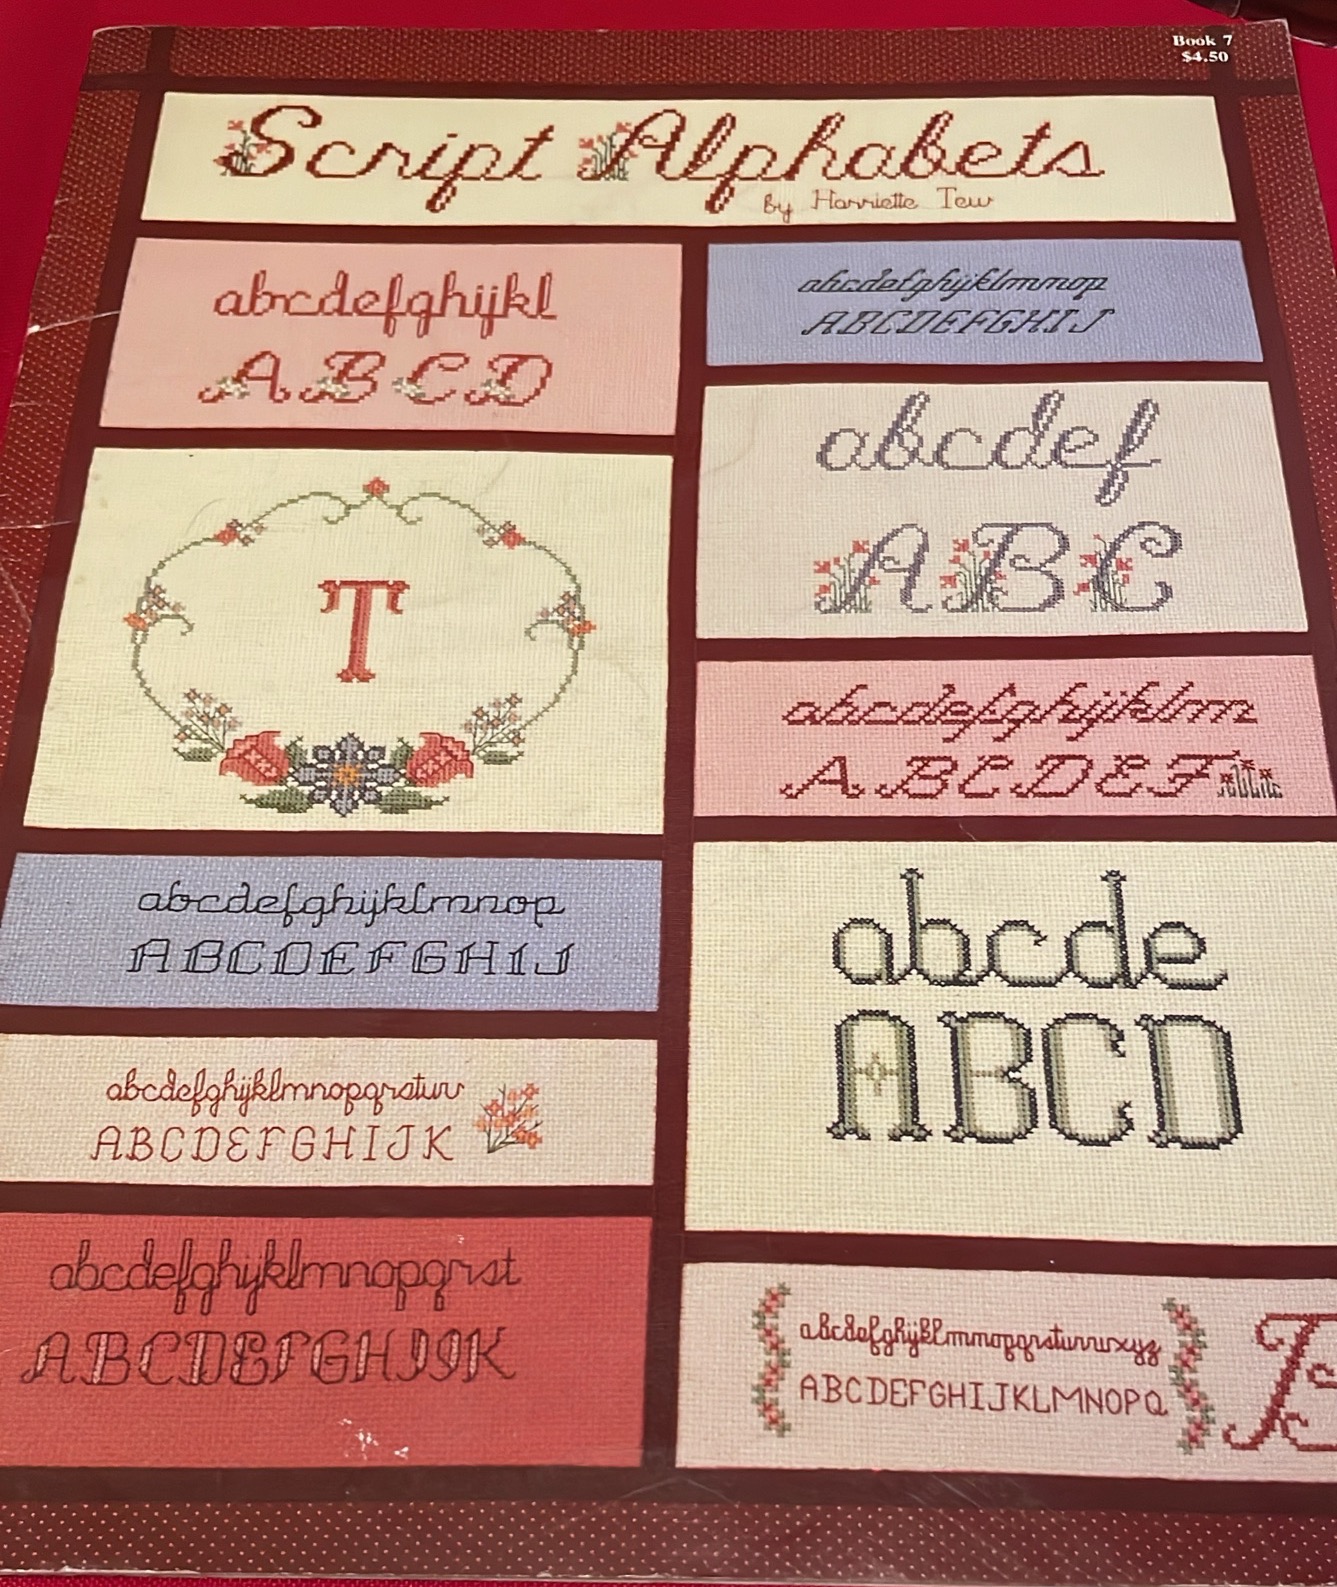 Book 7
$4.50
Script Alphabets
By Harriette Tew
abcdefghijkl
ABCD
abcdefghijklmnop
ABCDEFGHIJ
abcdef
ABC
T
abcdefghijklm
ABCDEF
abcdefghijklmnop
ABCDEFGHIJ
abcde
ABCD
abcdefghijklmnopqrstuv
ABCDEFGHIJK
abcdefghijklmnopqrst
ABCDEFGHIJK
abcdefghijklmnopqrstuvwxyz
ABCDEFGHIJKLMNOPQ